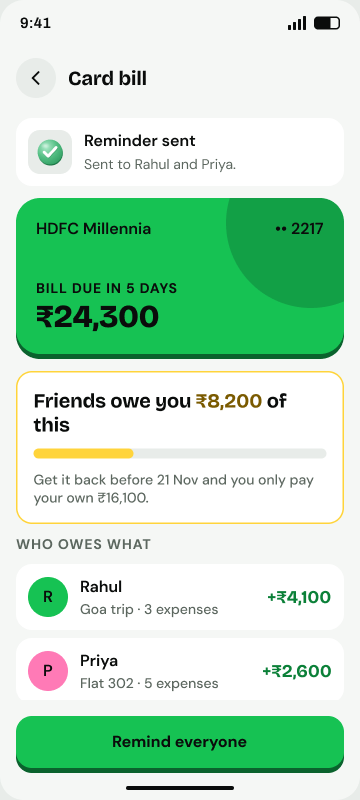 9:41
Card bill
Reminder sent
Sent to Rahul and Priya.
HDFC Millennia
•• 2217
BILL DUE IN 5 DAYS
₹24,300
Friends owe you ₹8,200 of
this
Get it back before 21 Nov and you only pay
your own ₹16,100.
WHO OWES WHAT
R
Rahul
Goa trip · 3 expenses
+₹4,100
P
Priya
Flat 302 · 5 expenses
+₹2,600
Remind everyone